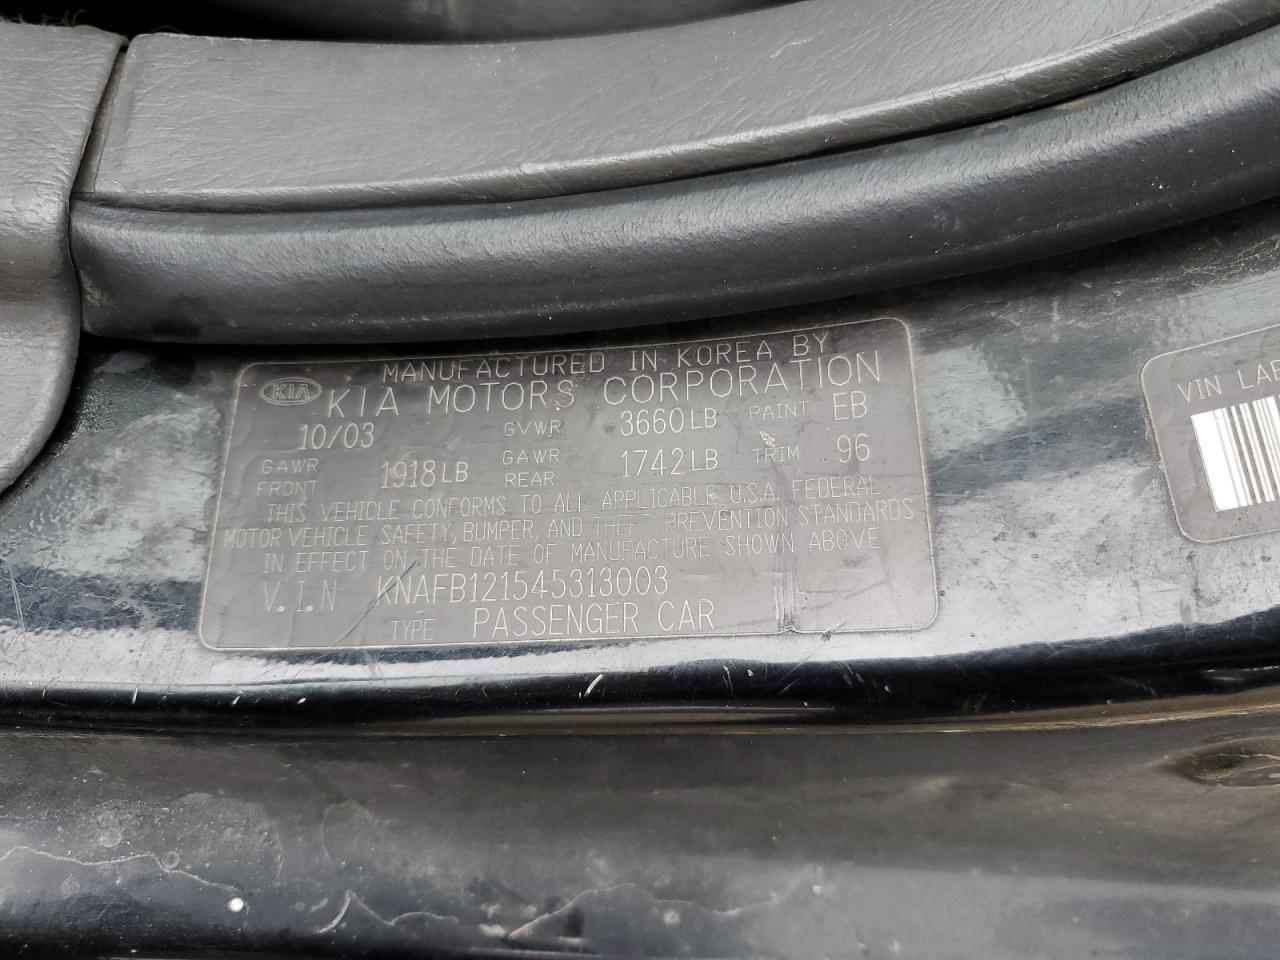 MANUFACTURED IN KOREA BY
KIA KIA MOTORS CORPORATION
10/03 GVWR 3660LB PAINT EB
GAWR FRONT 1918LB GAWR REAR 1742LB TRIM 96
THIS VEHICLE CONFORMS TO ALL APPLICABLE U.S.A. FEDERAL
MOTOR VEHICLE SAFETY, BUMPER, AND THEFT PREVENTION STANDARDS
IN EFFECT ON THE DATE OF MANUFACTURE SHOWN ABOVE
V.I.N KNAFB121545313003
TYPE PASSENGER CAR
VIN